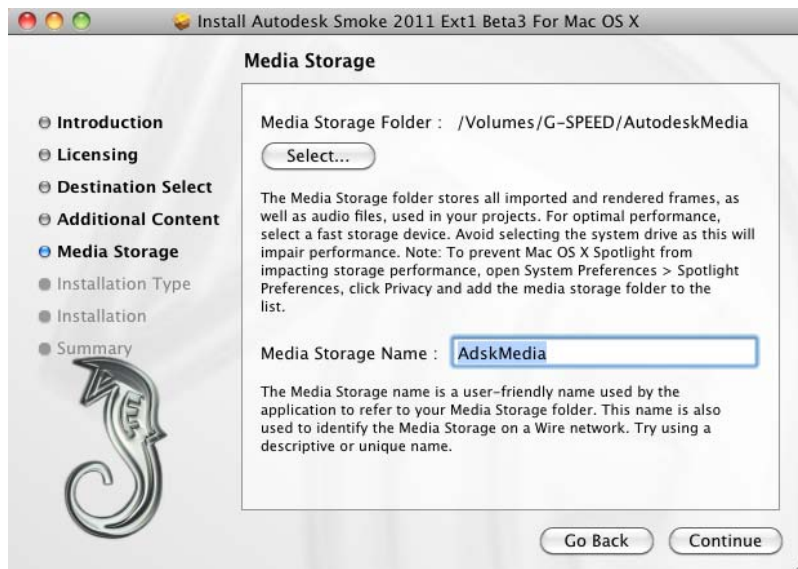 Install Autodesk Smoke 2011 Ext1 Beta3 For Mac OS X
Media Storage
Introduction
Licensing
Destination Select
Additional Content
Media Storage
Installation Type
Installation
Summary
Media Storage Folder : /Volumes/G-SPEED/AutodeskMedia
Select...
The Media Storage folder stores all imported and rendered frames, as
well as audio files, used in your projects. For optimal performance,
select a fast storage device. Avoid selecting the system drive as this will
impair performance. Note: To prevent Mac OS X Spotlight from
impacting storage performance, open System Preferences > Spotlight
Preferences, click Privacy and add the media storage folder to the
list.
Media Storage Name : AdskMedia
The Media Storage name is a user-friendly name used by the
application to refer to your Media Storage folder. This name is also
used to identify the Media Storage on a Wire network. Try using a
descriptive or unique name.
Go Back
Continue